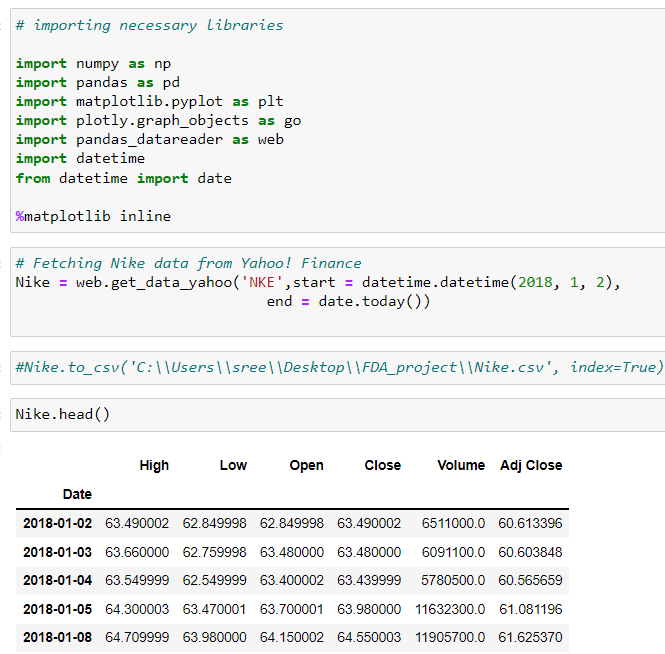 # importing necessary libraries
import numpy as np
import pandas as pd
import matplotlib.pyplot as plt
import plotly.graph_objects as go
import pandas_datareader as web
import datetime
from datetime import date
%matplotlib inline
# Fetching Nike data from Yahoo! Finance
Nike = web.get_data_yahoo('NKE',start = datetime.datetime(2018, 1, 2),
end = date.today())
#Nike.to_csv('C:\\Users\\sree\\Desktop\\FDA_project\\Nike.csv', index=True)
Nike.head()
High Low Open Close Volume Adj Close
Date
2018-01-02 63.490002 62.849998 62.849998 63.490002 6511000.0 60.613396
2018-01-03 63.660000 62.759998 63.480000 63.480000 6091100.0 60.603848
2018-01-04 63.549999 62.549999 63.400002 63.439999 5780500.0 60.565659
2018-01-05 64.300003 63.470001 63.700001 63.980000 11632300.0 61.081196
2018-01-08 64.709999 63.980000 64.150002 64.550003 11905700.0 61.625370